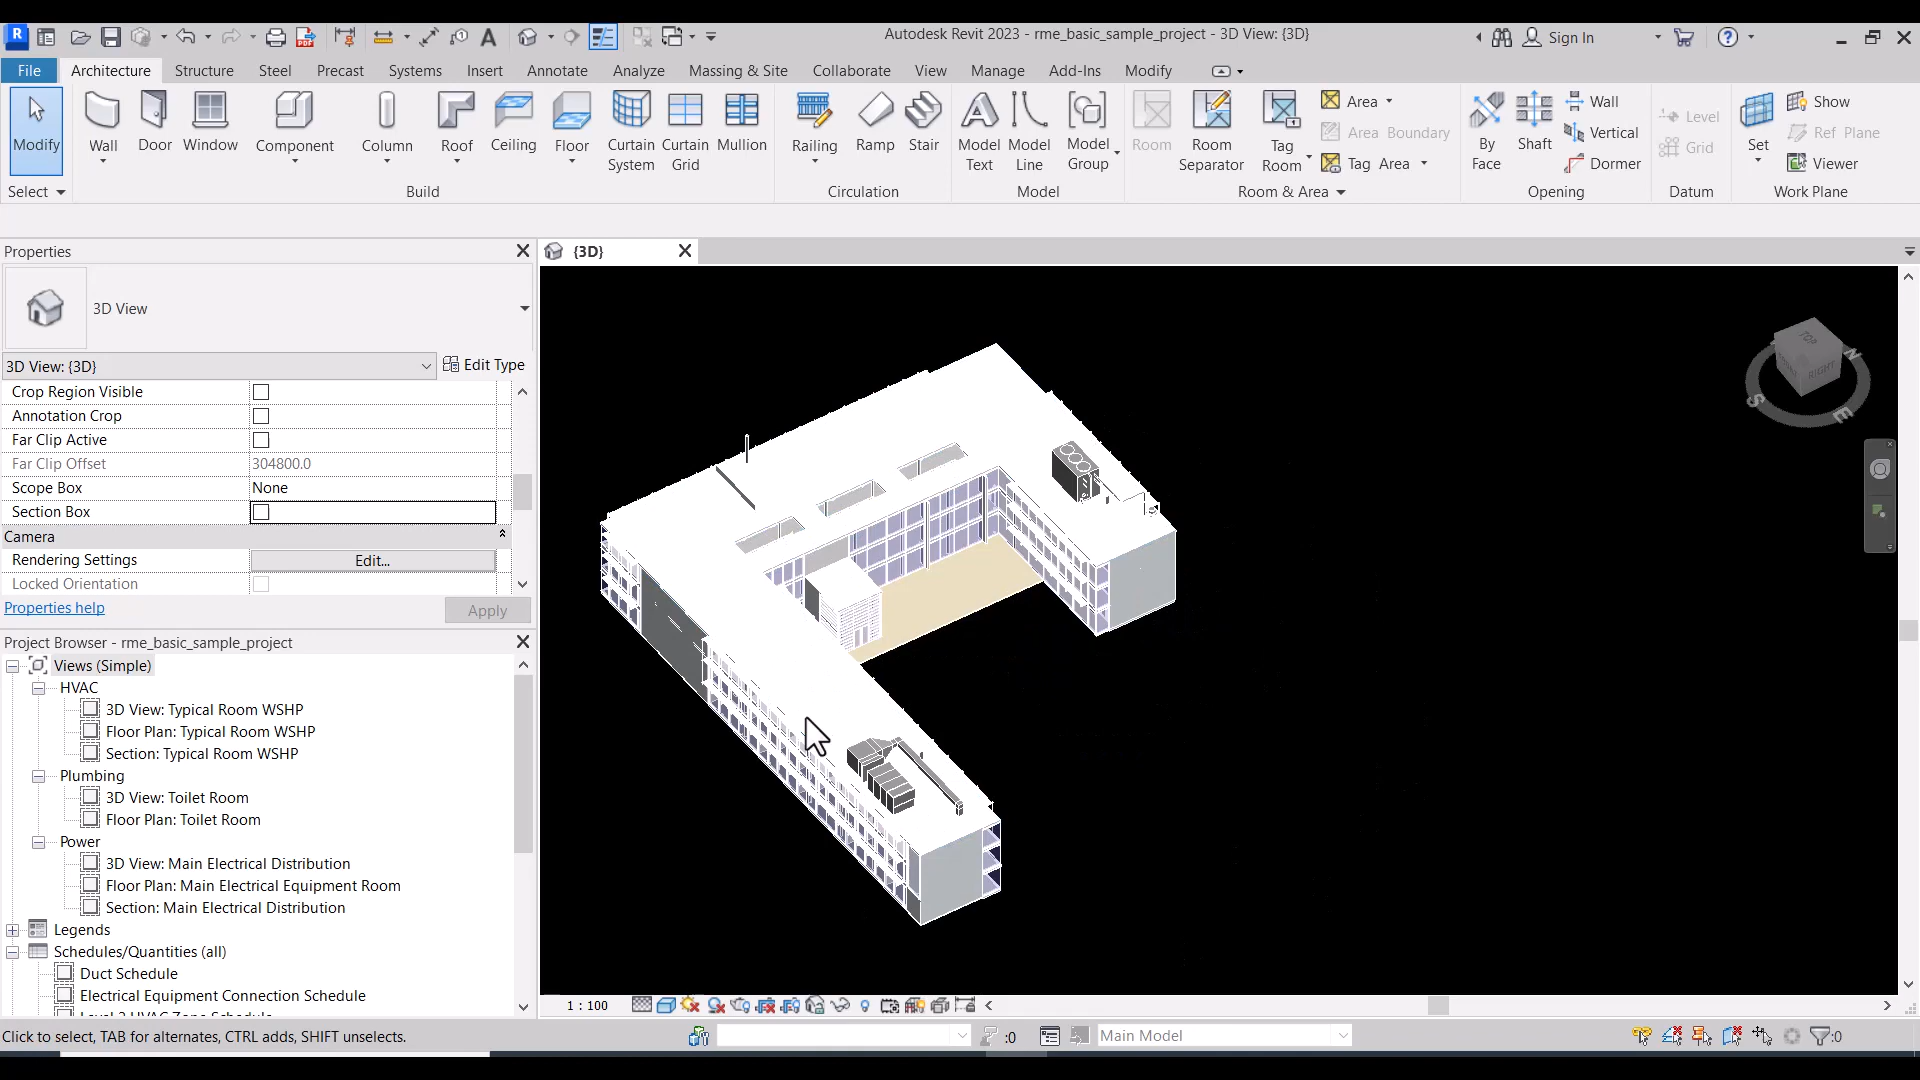 Autodesk Revit 2023 - rme_basic_sample_project - 3D View: {3D}
Sign In
File Architecture Structure Steel Precast Systems Insert Annotate Analyze Massing & Site Collaborate View Manage Add-Ins Modify
Modify
Wall
Door
Window
Component
Column
Roof
Ceiling
Floor
Curtain System
Curtain Grid
Mullion
Railing
Ramp
Stair
Model Text
Model Line
Model Group
Room
Room Separator
Tag Room
Area
Area Boundary
Tag Area
By Face
Shaft
Wall
Vertical
Dormer
Level
Grid
Set
Show
Ref Plane
Viewer
Select
Build
Circulation
Model
Room & Area
Opening
Datum
Work Plane
Properties
{3D}
3D View
3D View: {3D}
Edit Type
Crop Region Visible
Annotation Crop
Far Clip Active
Far Clip Offset 304800.0
Scope Box None
Section Box
Camera
Rendering Settings Edit...
Locked Orientation
Properties help
Apply
Project Browser - rme_basic_sample_project
Views (Simple)
HVAC
3D View: Typical Room WSHP
Floor Plan: Typical Room WSHP
Section: Typical Room WSHP
Plumbing
3D View: Toilet Room
Floor Plan: Toilet Room
Power
3D View: Main Electrical Distribution
Floor Plan: Main Electrical Equipment Room
Section: Main Electrical Distribution
Legends
Schedules/Quantities (all)
Duct Schedule
Electrical Equipment Connection Schedule
TOP
RIGHT
N
S
E
1 : 100
Click to select, TAB for alternates, CTRL adds, SHIFT unselects.
:0
Main Model
:0